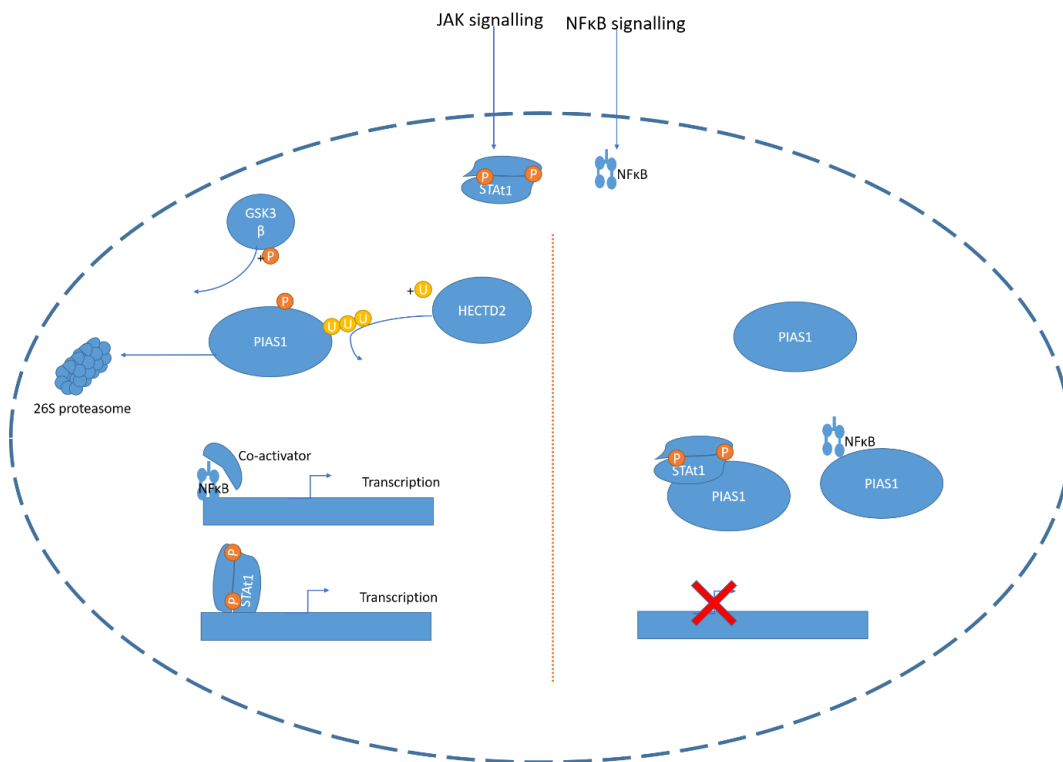 JAK signalling
NFκB signalling
P
P
STAt1
NFκB
GSK3
β
+P
P
+U
HECTD2
U U U
PIAS1
26S proteasome
PIAS1
Co-activator
NFκB
Transcription
NFκB
P
P
STAt1
PIAS1
PIAS1
P
P
STAt1
Transcription